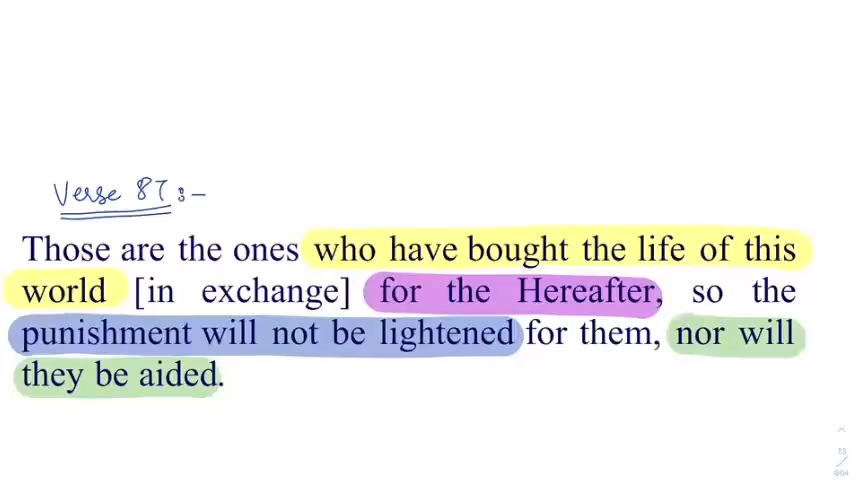 Verse 87:-
Those are the ones who have bought the life of this
world [in exchange] for the Hereafter, so the
punishment will not be lightened for them, nor will
they be aided.